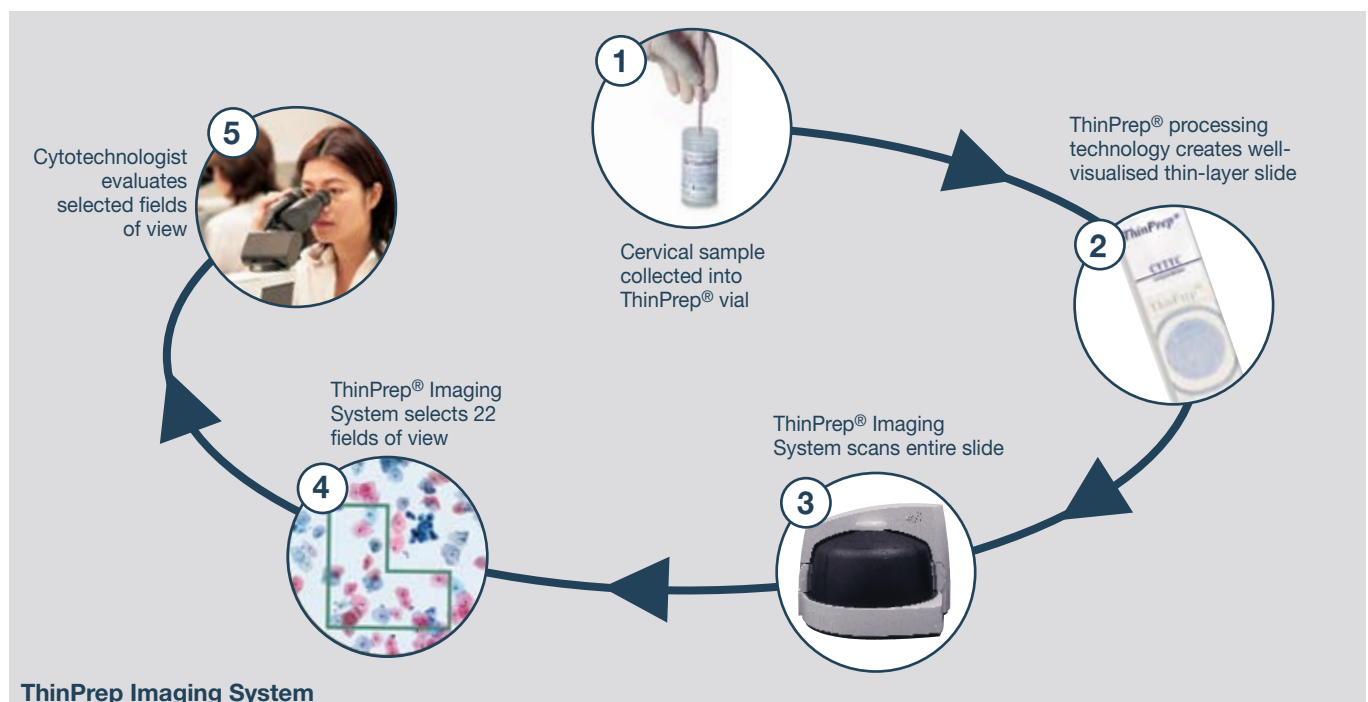 1
Cervical sample
collected into
ThinPrep® vial
ThinPrep® processing
technology creates well-
visualised thin-layer slide
2
ThinPrep®
CYTYC
ThinPrep®
ThinPrep® Imaging
System scans entire slide
3
ThinPrep® Imaging
System selects 22
fields of view
4
5
Cytotechnologist
evaluates
selected fields
of view
ThinPrep Imaging System